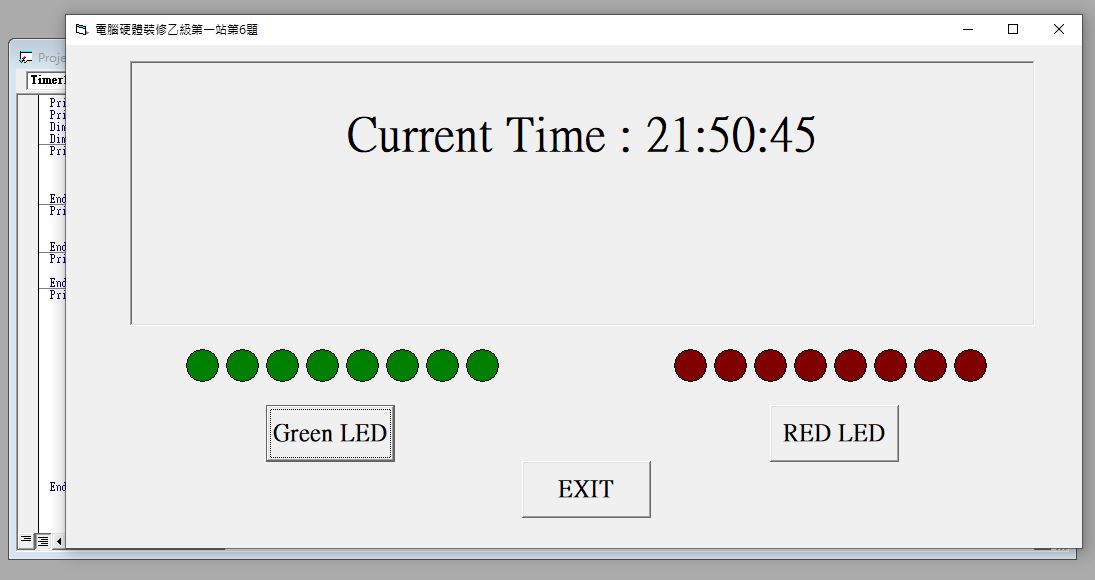 電腦硬體裝修乙級第一站第6題
Proje
Timer
Pri
Pri
Dim
Dim
Pri
End
Pri
End
Pri
End
Pri
End
Current Time : 21:50:45
Green LED
RED LED
EXIT